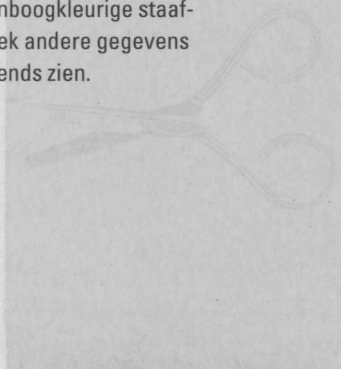 nboogkleurige staaf-
ek andere gegevens
ends zien.